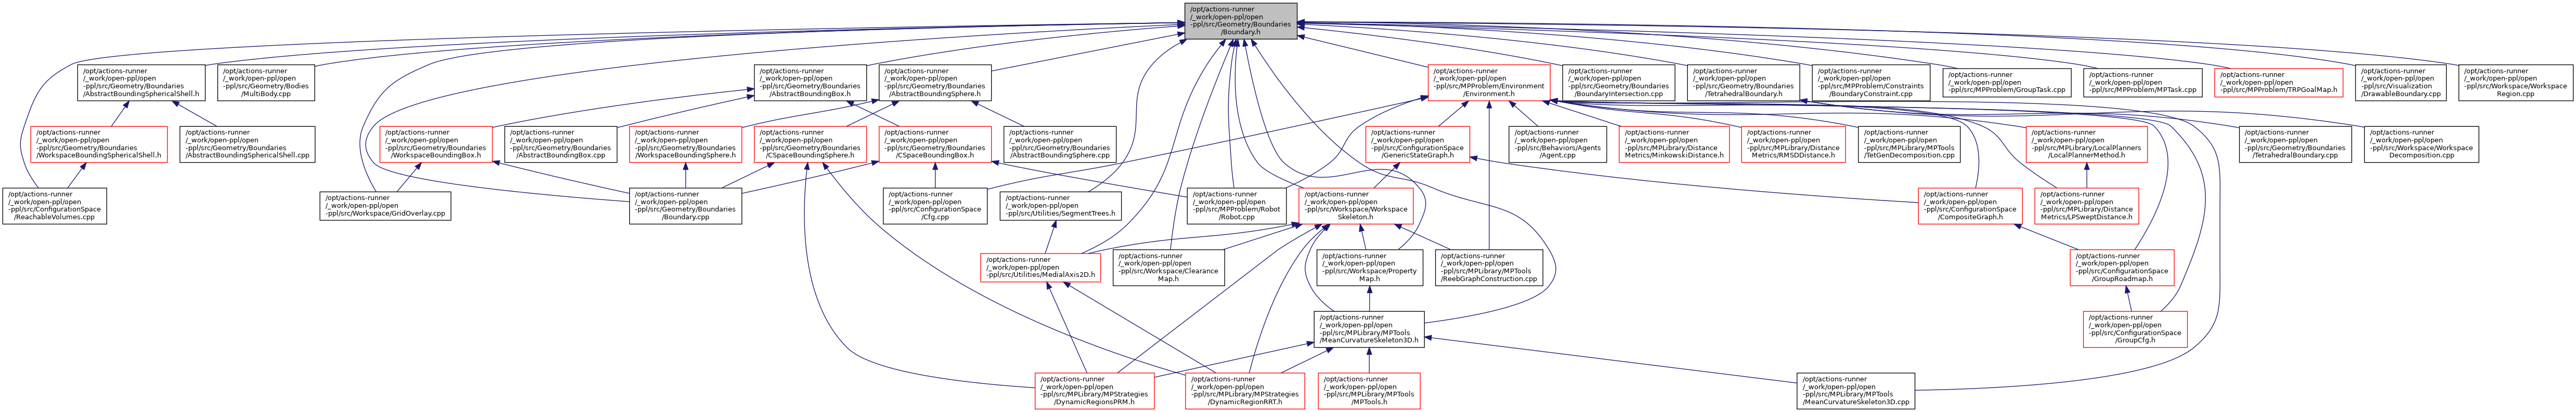 /opt/actions-runner
/_work/open-ppl/open
-ppl/src/Geometry/Boundaries
/Boundary.h
/opt/actions-runner
/_work/open-ppl/open
-ppl/src/Geometry/Boundaries
/AbstractBoundingSphericalShell.h
/opt/actions-runner
/_work/open-ppl/open
-ppl/src/Geometry/Bodies
/MultiBody.cpp
/opt/actions-runner
/_work/open-ppl/open
-ppl/src/Geometry/Boundaries
/AbstractBoundingBox.h
/opt/actions-runner
/_work/open-ppl/open
-ppl/src/Geometry/Boundaries
/AbstractBoundingSphere.h
/opt/actions-runner
/_work/open-ppl/open
-ppl/src/MPProblem/Environment
/Environment.h
/opt/actions-runner
/_work/open-ppl/open
-ppl/src/Geometry/Boundaries
/BoundaryIntersection.cpp
/opt/actions-runner
/_work/open-ppl/open
-ppl/src/Geometry/Boundaries
/TetrahedralBoundary.h
/opt/actions-runner
/_work/open-ppl/open
-ppl/src/MPProblem/Constraints
/BoundaryConstraint.cpp
/opt/actions-runner
/_work/open-ppl/open
-ppl/src/MPProblem/GroupTask.cpp
/opt/actions-runner
/_work/open-ppl/open
-ppl/src/MPProblem/MPTask.cpp
/opt/actions-runner
/_work/open-ppl/open
-ppl/src/MPProblem/TRPGoalMap.h
/opt/actions-runner
/_work/open-ppl/open
-ppl/src/Visualization
/DrawableBoundary.cpp
/opt/actions-runner
/_work/open-ppl/open
-ppl/src/Workspace/Workspace
Region.cpp
/opt/actions-runner
/_work/open-ppl/open
-ppl/src/Geometry/Boundaries
/WorkspaceBoundingSphericalShell.h
/opt/actions-runner
/_work/open-ppl/open
-ppl/src/Geometry/Boundaries
/AbstractBoundingSphericalShell.cpp
/opt/actions-runner
/_work/open-ppl/open
-ppl/src/Geometry/Boundaries
/WorkspaceBoundingBox.h
/opt/actions-runner
/_work/open-ppl/open
-ppl/src/Geometry/Boundaries
/AbstractBoundingBox.cpp
/opt/actions-runner
/_work/open-ppl/open
-ppl/src/Geometry/Boundaries
/WorkspaceBoundingSphere.h
/opt/actions-runner
/_work/open-ppl/open
-ppl/src/Geometry/Boundaries
/CSpaceBoundingSphere.h
/opt/actions-runner
/_work/open-ppl/open
-ppl/src/Geometry/Boundaries
/CSpaceBoundingBox.h
/opt/actions-runner
/_work/open-ppl/open
-ppl/src/Geometry/Boundaries
/AbstractBoundingSphere.cpp
/opt/actions-runner
/_work/open-ppl/open
-ppl/src/ConfigurationSpace
/GenericStateGraph.h
/opt/actions-runner
/_work/open-ppl/open
-ppl/src/Behaviors/Agents
/Agent.cpp
/opt/actions-runner
/_work/open-ppl/open
-ppl/src/MPLibrary/Distance
Metrics/MinkowskiDistance.h
/opt/actions-runner
/_work/open-ppl/open
-ppl/src/MPLibrary/Distance
Metrics/RMSDDistance.h
/opt/actions-runner
/_work/open-ppl/open
-ppl/src/MPLibrary/MPTools
/TetGenDecomposition.cpp
/opt/actions-runner
/_work/open-ppl/open
-ppl/src/MPLibrary/LocalPlanners
/LocalPlannerMethod.h
/opt/actions-runner
/_work/open-ppl/open
-ppl/src/Geometry/Boundaries
/TetrahedralBoundary.cpp
/opt/actions-runner
/_work/open-ppl/open
-ppl/src/Workspace/Workspace
Decomposition.cpp
/opt/actions-runner
/_work/open-ppl/open
-ppl/src/ConfigurationSpace
/ReachableVolumes.cpp
/opt/actions-runner
/_work/open-ppl/open
-ppl/src/Workspace/GridOverlay.cpp
/opt/actions-runner
/_work/open-ppl/open
-ppl/src/Geometry/Boundaries
/Boundary.cpp
/opt/actions-runner
/_work/open-ppl/open
-ppl/src/ConfigurationSpace
/Cfg.cpp
/opt/actions-runner
/_work/open-ppl/open
-ppl/src/Utilities/SegmentTrees.h
/opt/actions-runner
/_work/open-ppl/open
-ppl/src/MPProblem/Robot
/Robot.cpp
/opt/actions-runner
/_work/open-ppl/open
-ppl/src/Workspace/Workspace
Skeleton.h
/opt/actions-runner
/_work/open-ppl/open
-ppl/src/ConfigurationSpace
/CompositeGraph.h
/opt/actions-runner
/_work/open-ppl/open
-ppl/src/MPLibrary/Distance
Metrics/LPSweptDistance.h
/opt/actions-runner
/_work/open-ppl/open
-ppl/src/Utilities/MedialAxis2D.h
/opt/actions-runner
/_work/open-ppl/open
-ppl/src/Workspace/Clearance
Map.h
/opt/actions-runner
/_work/open-ppl/open
-ppl/src/Workspace/Property
Map.h
/opt/actions-runner
/_work/open-ppl/open
-ppl/src/MPLibrary/MPTools
/ReebGraphConstruction.cpp
/opt/actions-runner
/_work/open-ppl/open
-ppl/src/ConfigurationSpace
/GroupRoadmap.h
/opt/actions-runner
/_work/open-ppl/open
-ppl/src/MPLibrary/MPTools
/MeanCurvatureSkeleton3D.h
/opt/actions-runner
/_work/open-ppl/open
-ppl/src/ConfigurationSpace
/GroupCfg.h
/opt/actions-runner
/_work/open-ppl/open
-ppl/src/MPLibrary/MPStrategies
/DynamicRegionsPRM.h
/opt/actions-runner
/_work/open-ppl/open
-ppl/src/MPLibrary/MPStrategies
/DynamicRegionRRT.h
/opt/actions-runner
/_work/open-ppl/open
-ppl/src/MPLibrary/MPTools
/MPTools.h
/opt/actions-runner
/_work/open-ppl/open
-ppl/src/MPLibrary/MPTools
/MeanCurvatureSkeleton3D.cpp